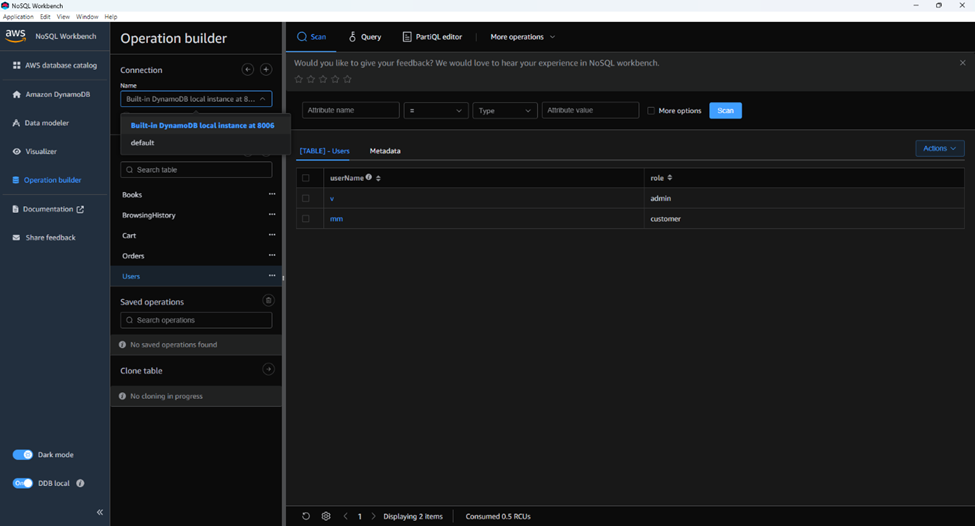 NoSQL Workbench
Application Edit View Window Help
aws NoSQL Workbench
AWS database catalog
Amazon DynamoDB
Data modeler
Visualizer
Operation builder
Documentation
Share feedback
Dark mode
On DDB local
Operation builder
Connection
Name
Built-in DynamoDB local instance at 8...
Built-in DynamoDB local instance at 8006
default
Search table
Books
BrowsingHistory
Cart
Orders
Users
Saved operations
Search operations
No saved operations found
Clone table
No cloning in progress
Scan Query PartiQL editor More operations
Would you like to give your feedback? We would love to hear your experience in NoSQL workbench.
Attribute name = Type Attribute value More options Scan
[TABLE] - Users Metadata Actions
userName role
v admin
mm customer
1 Displaying 2 items Consumed 0.5 RCUs